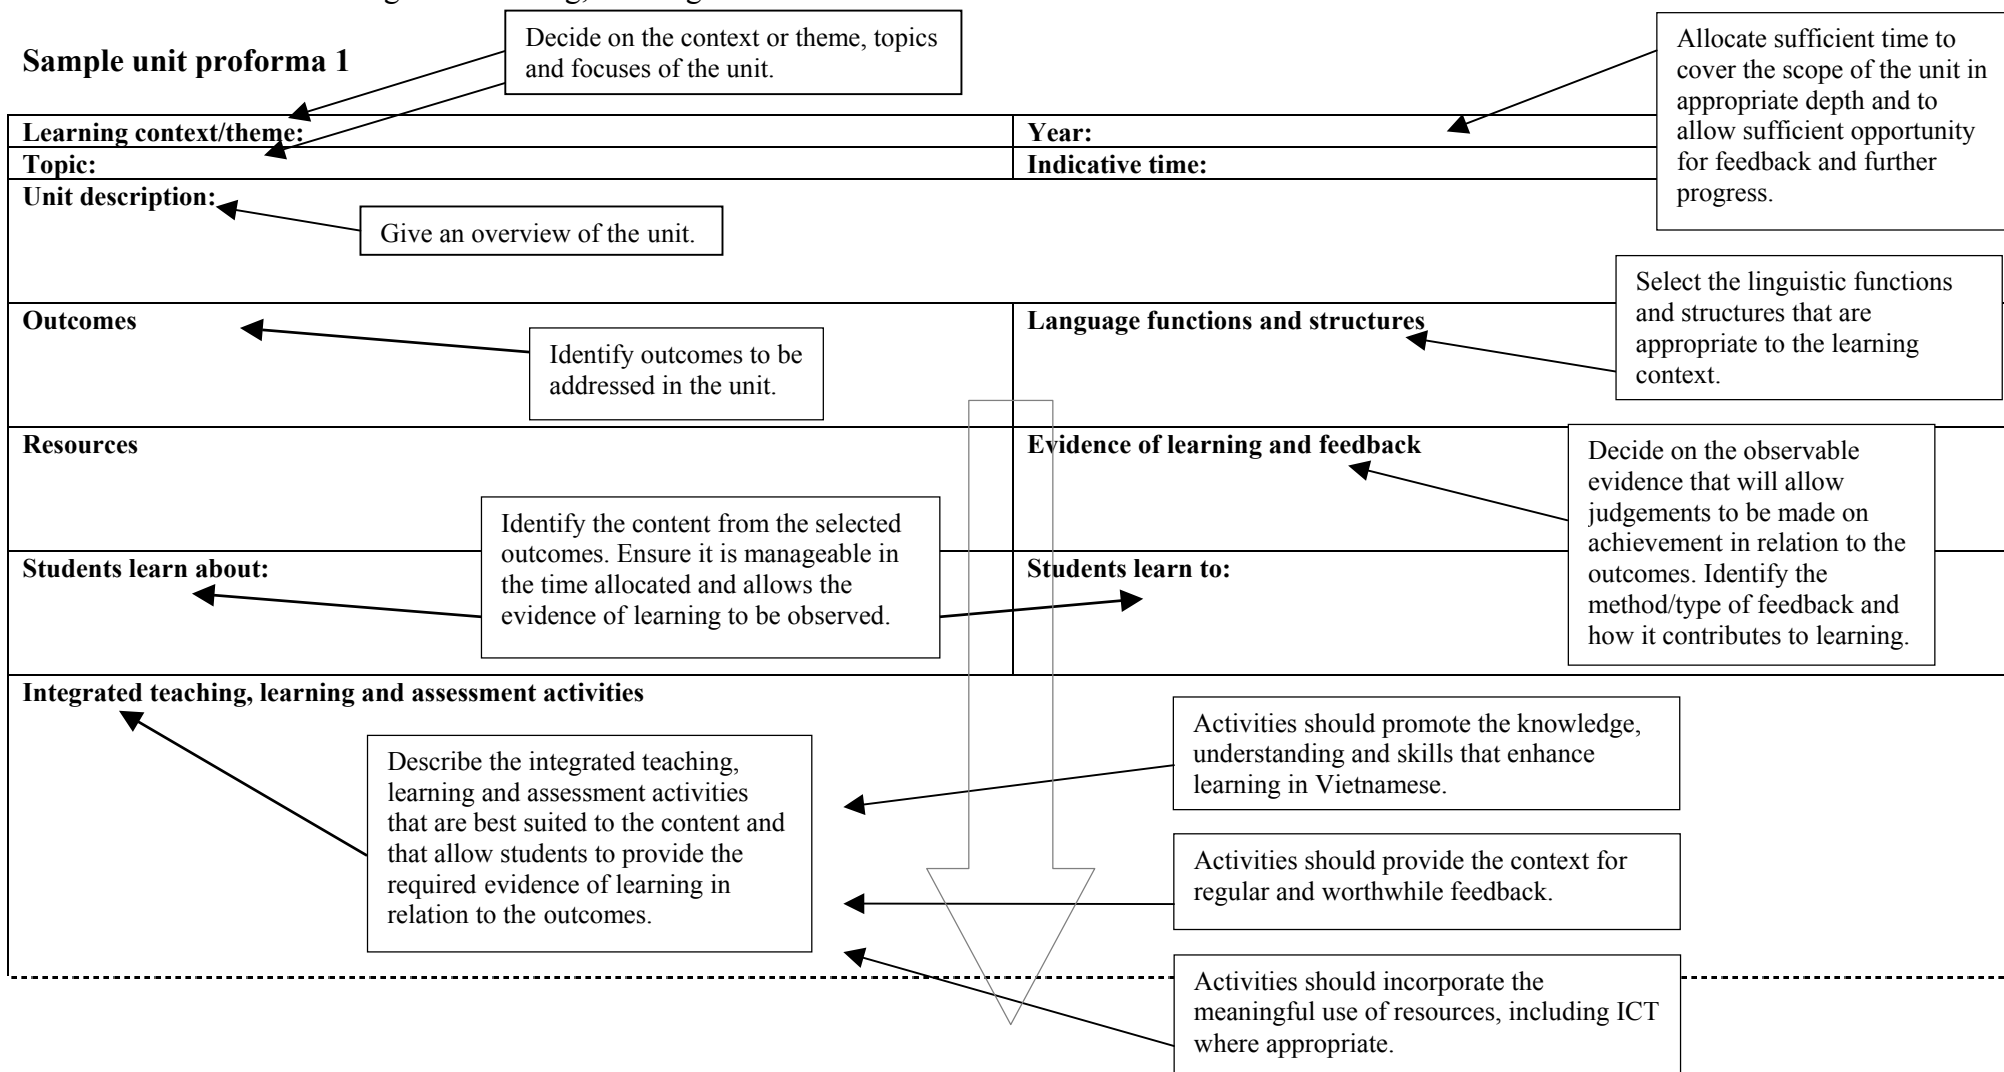 Sample unit proforma 1
Decide on the context or theme, topics
and focuses of the unit.
Allocate sufficient time to
cover the scope of the unit in
appropriate depth and to
allow sufficient opportunity
for feedback and further
progress.
Learning context/theme:
Year:
Topic:
Indicative time:
Unit description:
Give an overview of the unit.
Select the linguistic functions
and structures that are
appropriate to the learning
context.
Outcomes
Identify outcomes to be
addressed in the unit.
Language functions and structures
Resources
Evidence of learning and feedback
Decide on the observable
evidence that will allow
judgements to be made on
achievement in relation to the
outcomes. Identify the
method/type of feedback and
how it contributes to learning.
Identify the content from the selected
outcomes. Ensure it is manageable in
the time allocated and allows the
evidence of learning to be observed.
Students learn about:
Students learn to:
Integrated teaching, learning and assessment activities
Describe the integrated teaching,
learning and assessment activities
that are best suited to the content and
that allow students to provide the
required evidence of learning in
relation to the outcomes.
Activities should promote the knowledge,
understanding and skills that enhance
learning in Vietnamese.
Activities should provide the context for
regular and worthwhile feedback.
Activities should incorporate the
meaningful use of resources, including ICT
where appropriate.